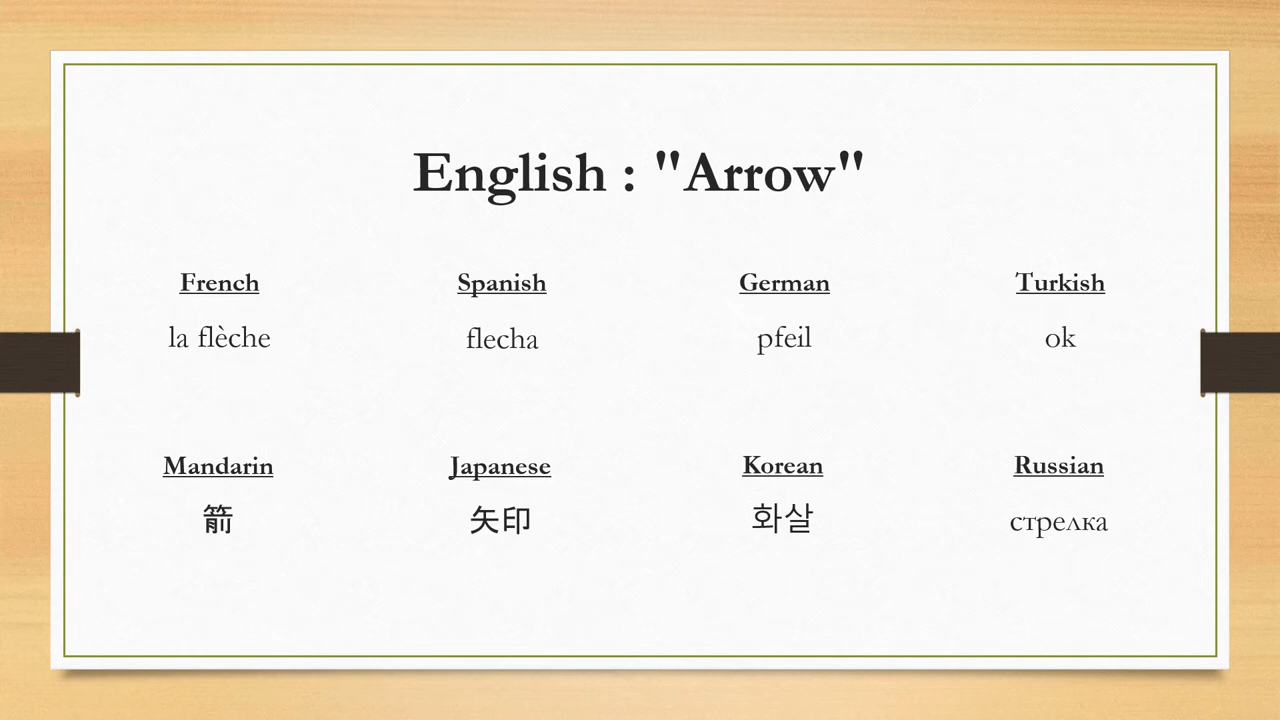 English : "Arrow"
French
Spanish
German
Turkish
la flèche
flecha
pfeil
ok
Mandarin
Japanese
Korean
Russian
箭
矢印
화살
стрелка